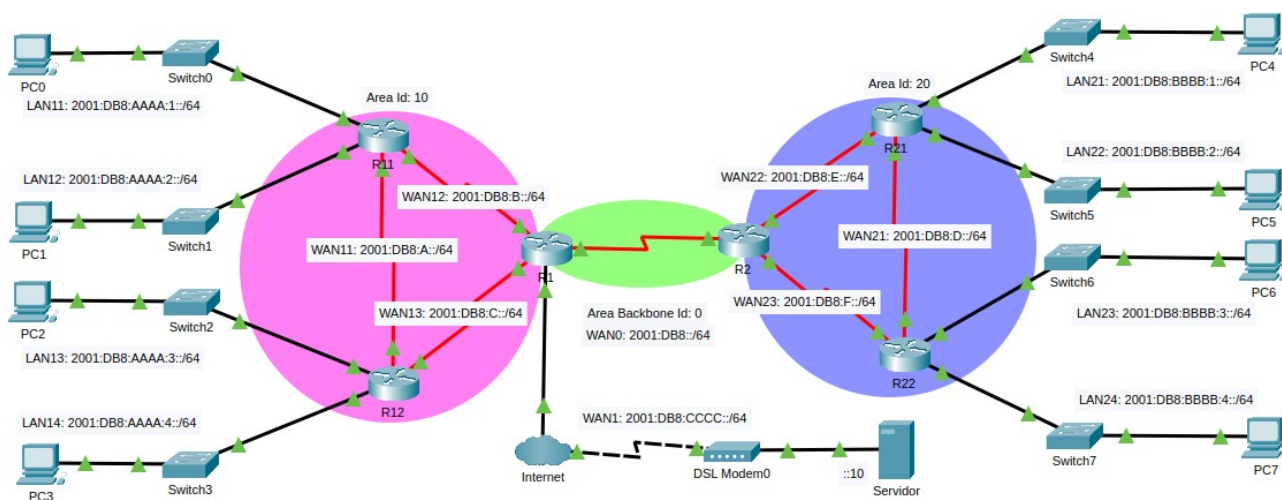 PC0
Switch0
LAN11: 2001:DB8:AAAA:1::/64
LAN12: 2001:DB8:AAAA:2::/64
PC1
Switch1
PC2
Switch2
LAN13: 2001:DB8:AAAA:3::/64
LAN14: 2001:DB8:AAAA:4::/64
PC3
Switch3
Area Id: 10
R11
WAN12: 2001:DB8:B::/64
WAN11: 2001:DB8:A::/64
R1
WAN13: 2001:DB8:C::/64
R12
Area Backbone Id: 0
WAN0: 2001:DB8::/64
WAN1: 2001:DB8:CCCC::/64
Internet
DSL Modem0
::10
Servidor
Area Id: 20
R21
WAN22: 2001:DB8:E::/64
WAN21: 2001:DB8:D::/64
R2
WAN23: 2001:DB8:F::/64
R22
Switch4
PC4
LAN21: 2001:DB8:BBBB:1::/64
LAN22: 2001:DB8:BBBB:2::/64
Switch5
PC5
Switch6
PC6
LAN23: 2001:DB8:BBBB:3::/64
LAN24: 2001:DB8:BBBB:4::/64
Switch7
PC7